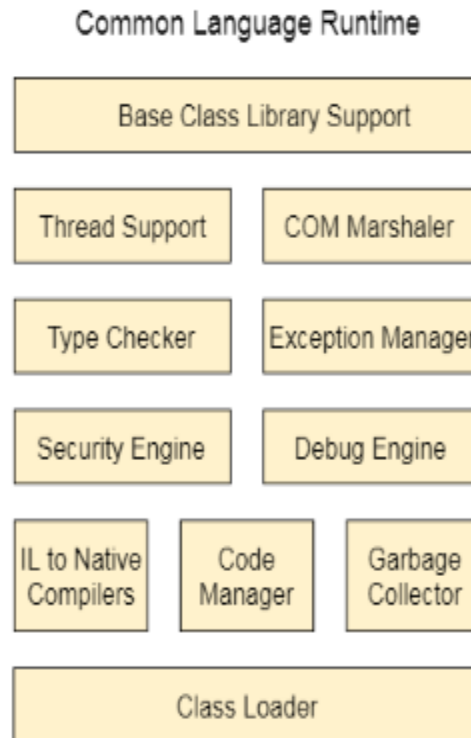 Common Language Runtime
Base Class Library Support
Thread Support
COM Marshaler
Type Checker
Exception Manager
Security Engine
Debug Engine
IL to Native
Compilers
Code
Manager
Garbage
Collector
Class Loader